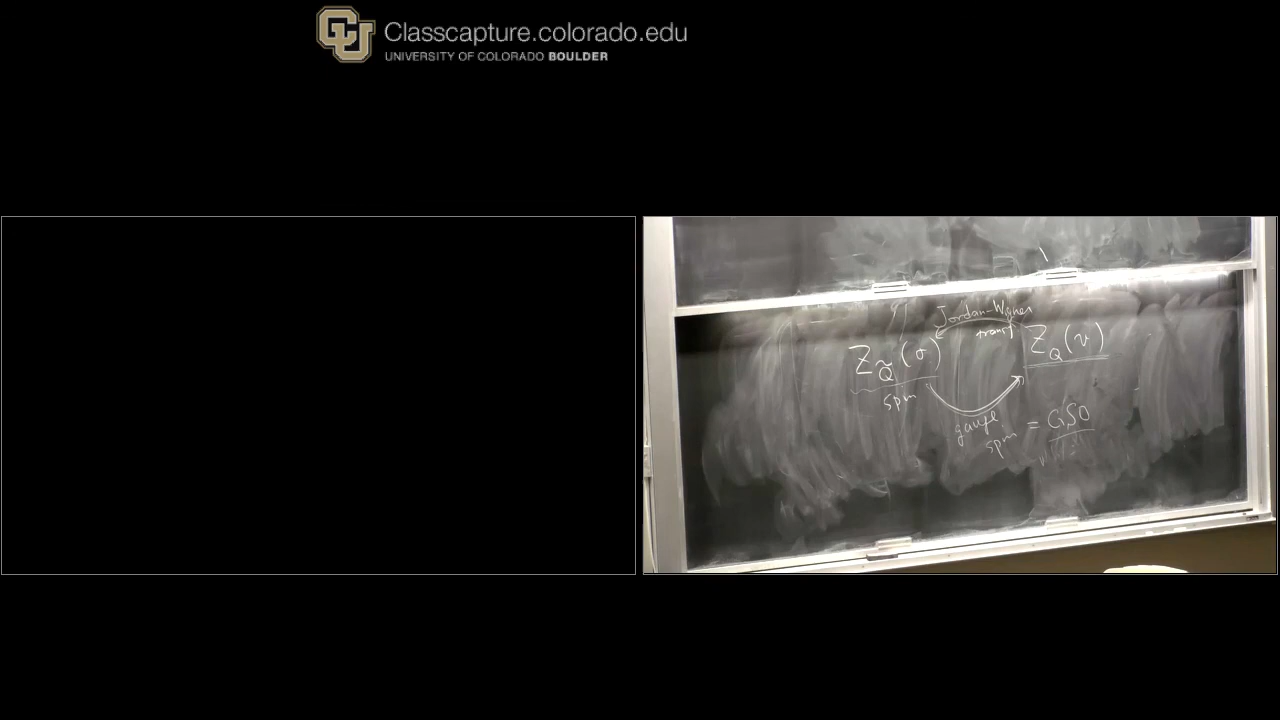 Classcapture.colorado.edu
UNIVERSITY OF COLORADO BOULDER
Jordan-Wigner
transf
Z_Q̃(σ)
Z_Q(v)
spin
gauge
spin = GSO